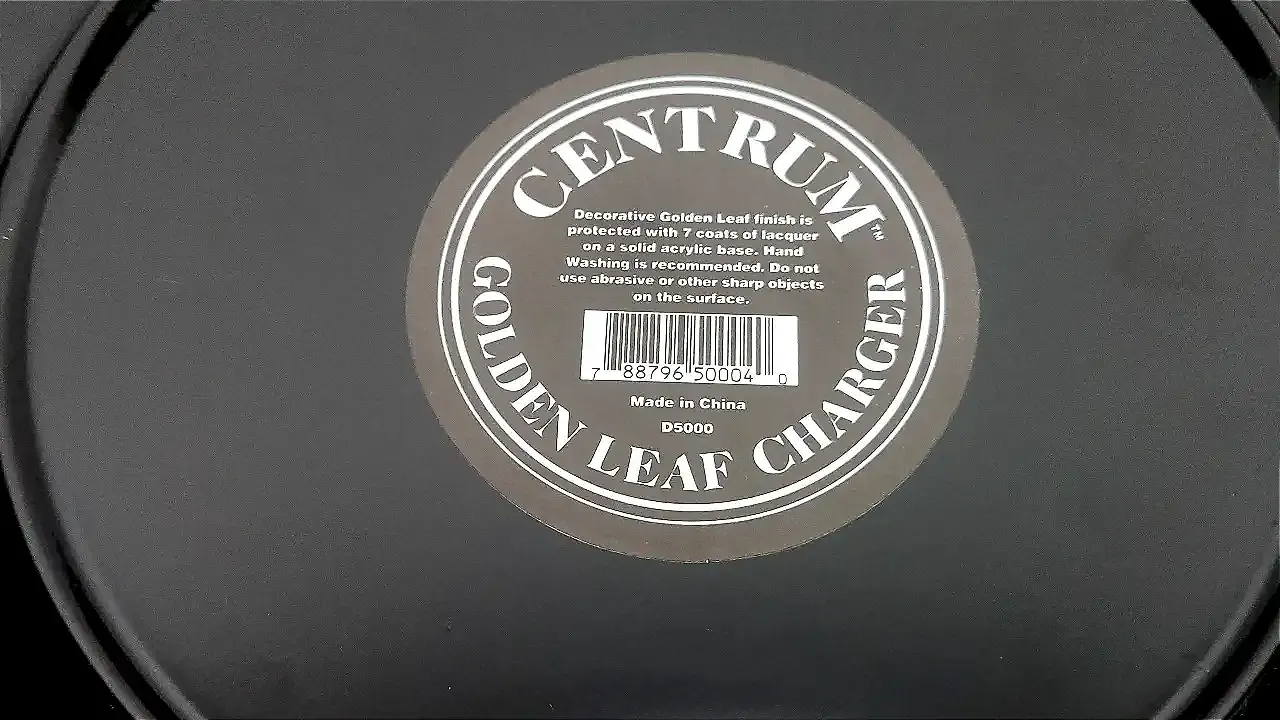 CENTRUM™
Decorative Golden Leaf finish is
protected with 7 coats of lacquer
on a solid acrylic base. Hand
Washing is recommended. Do not
use abrasive or other sharp objects
on the surface.
7 88796 50004 0
Made in China
D5000
GOLDEN LEAF CHARGER